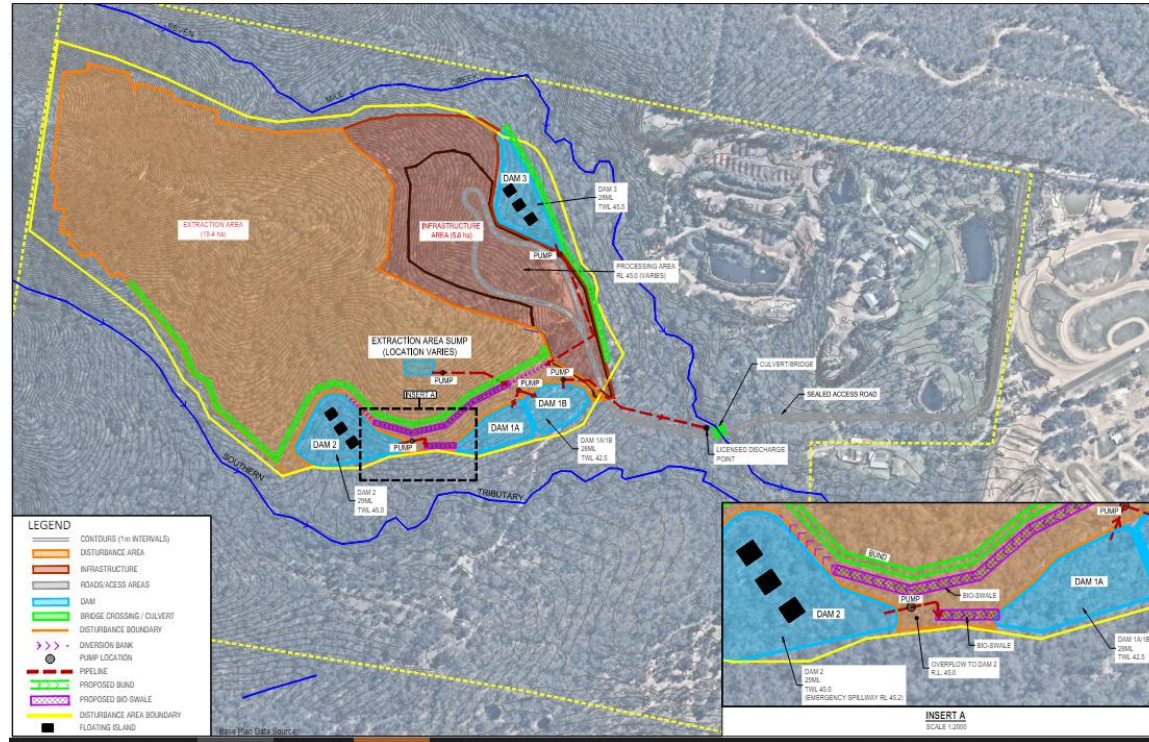 SEVEN
MILE
CREEK
DAM 3
DAM 3
28ML
TWL 45.0
EXTRACTION AREA
(19.4 ha)
INFRASTRUCTURE
AREA (5.8 ha)
PUMP
PROCESSING AREA
RL 45.0 (VARIES)
EXTRACTION AREA SUMP
(LOCATION VARIES)
PUMP
PUMP
PUMP
INSERT A
DAM 1B
DAM 1A
DAM 2
PUMP
CULVERT/BRIDGE
SEALED ACCESS ROAD
LICENSED DISCHARGE
POINT
DAM 1A/1B
28ML
TWL 42.5
SOUTHERN
TRIBUTARY
DAM 2
29ML
TWL 45.0
LEGEND
CONTOURS (1m INTERVALS)
DISTURBANCE AREA
INFRASTRUCTURE
ROADS/ACESS AREAS
DAM
BRIDGE CROSSING / CULVERT
DISTURBANCE BOUNDARY
DIVERSION BANK
PUMP LOCATION
PIPELINE
PROPOSED BUND
PROPOSED BIO-SWALE
DISTURBANCE AREA BOUNDARY
FLOATING ISLAND
Base Plan Data Source:
BUND
PUMP
DAM 1A
BIO-SWALE
PUMP
DAM 2
BIO-SWALE
DAM 1A/1B
28ML
TWL 42.5
OVERFLOW TO DAM 2
R.L. 45.0
DAM 2
29ML
TWL 45.0
(EMERGENCY SPILLWAY RL 45.2)
INSERT A
SCALE 1:2000